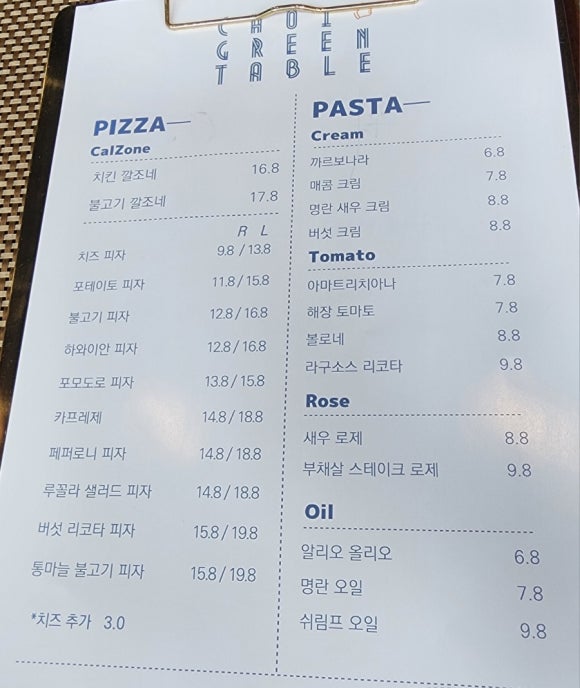 CHOI
GREEN
TABLE
PIZZA—
CalZone
치킨 깔조네 16.8
불고기 깔조네 17.8
R L
치즈 피자 9.8 / 13.8
포테이토 피자 11.8 / 15.8
불고기 피자 12.8 / 16.8
하와이안 피자 12.8 / 16.8
포모도로 피자 13.8 / 15.8
카프레제 14.8 / 18.8
페퍼로니 피자 14.8 / 18.8
루꼴라 샐러드 피자 14.8 / 18.8
버섯 리코타 피자 15.8 / 19.8
통마늘 불고기 피자 15.8 / 19.8
*치즈 추가 3.0
PASTA—
Cream
까르보나라 6.8
매콤 크림 7.8
명란 새우 크림 8.8
버섯 크림 8.8
Tomato
아마트리치아나 7.8
해장 토마토 7.8
볼로네 8.8
라구소스 리코타 9.8
Rose
새우 로제 8.8
부채살 스테이크 로제 9.8
Oil
알리오 올리오 6.8
명란 오일 7.8
쉬림프 오일 9.8